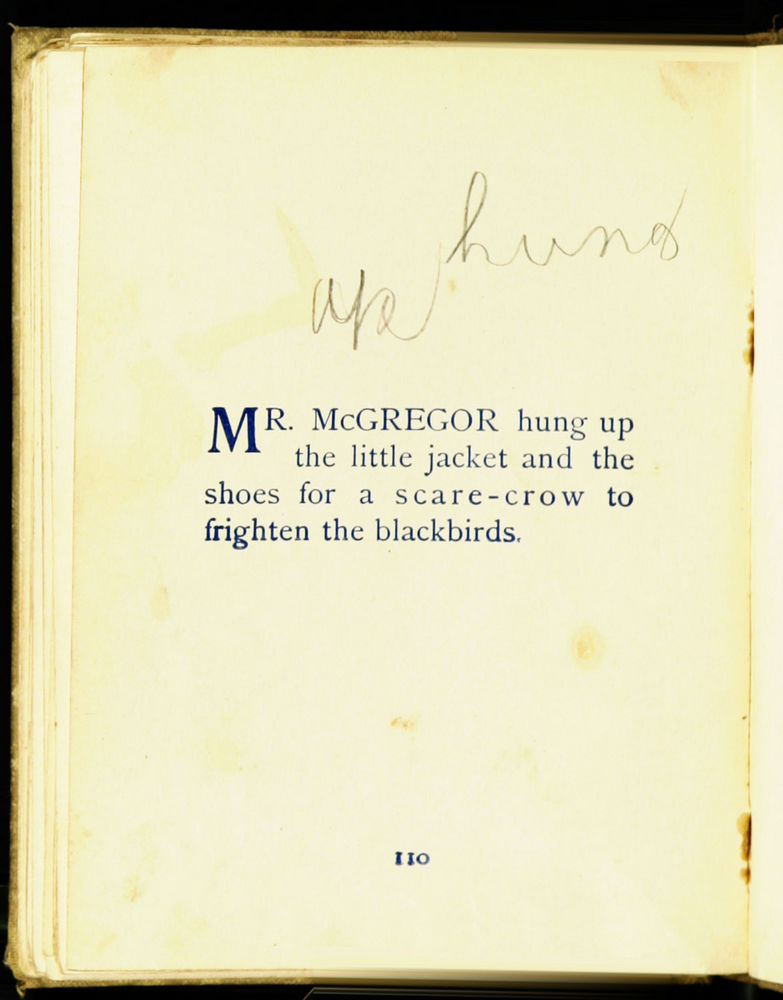 hung
up
MR. McGREGOR hung up
the little jacket and the
shoes for a scare-crow to
frighten the blackbirds.
110